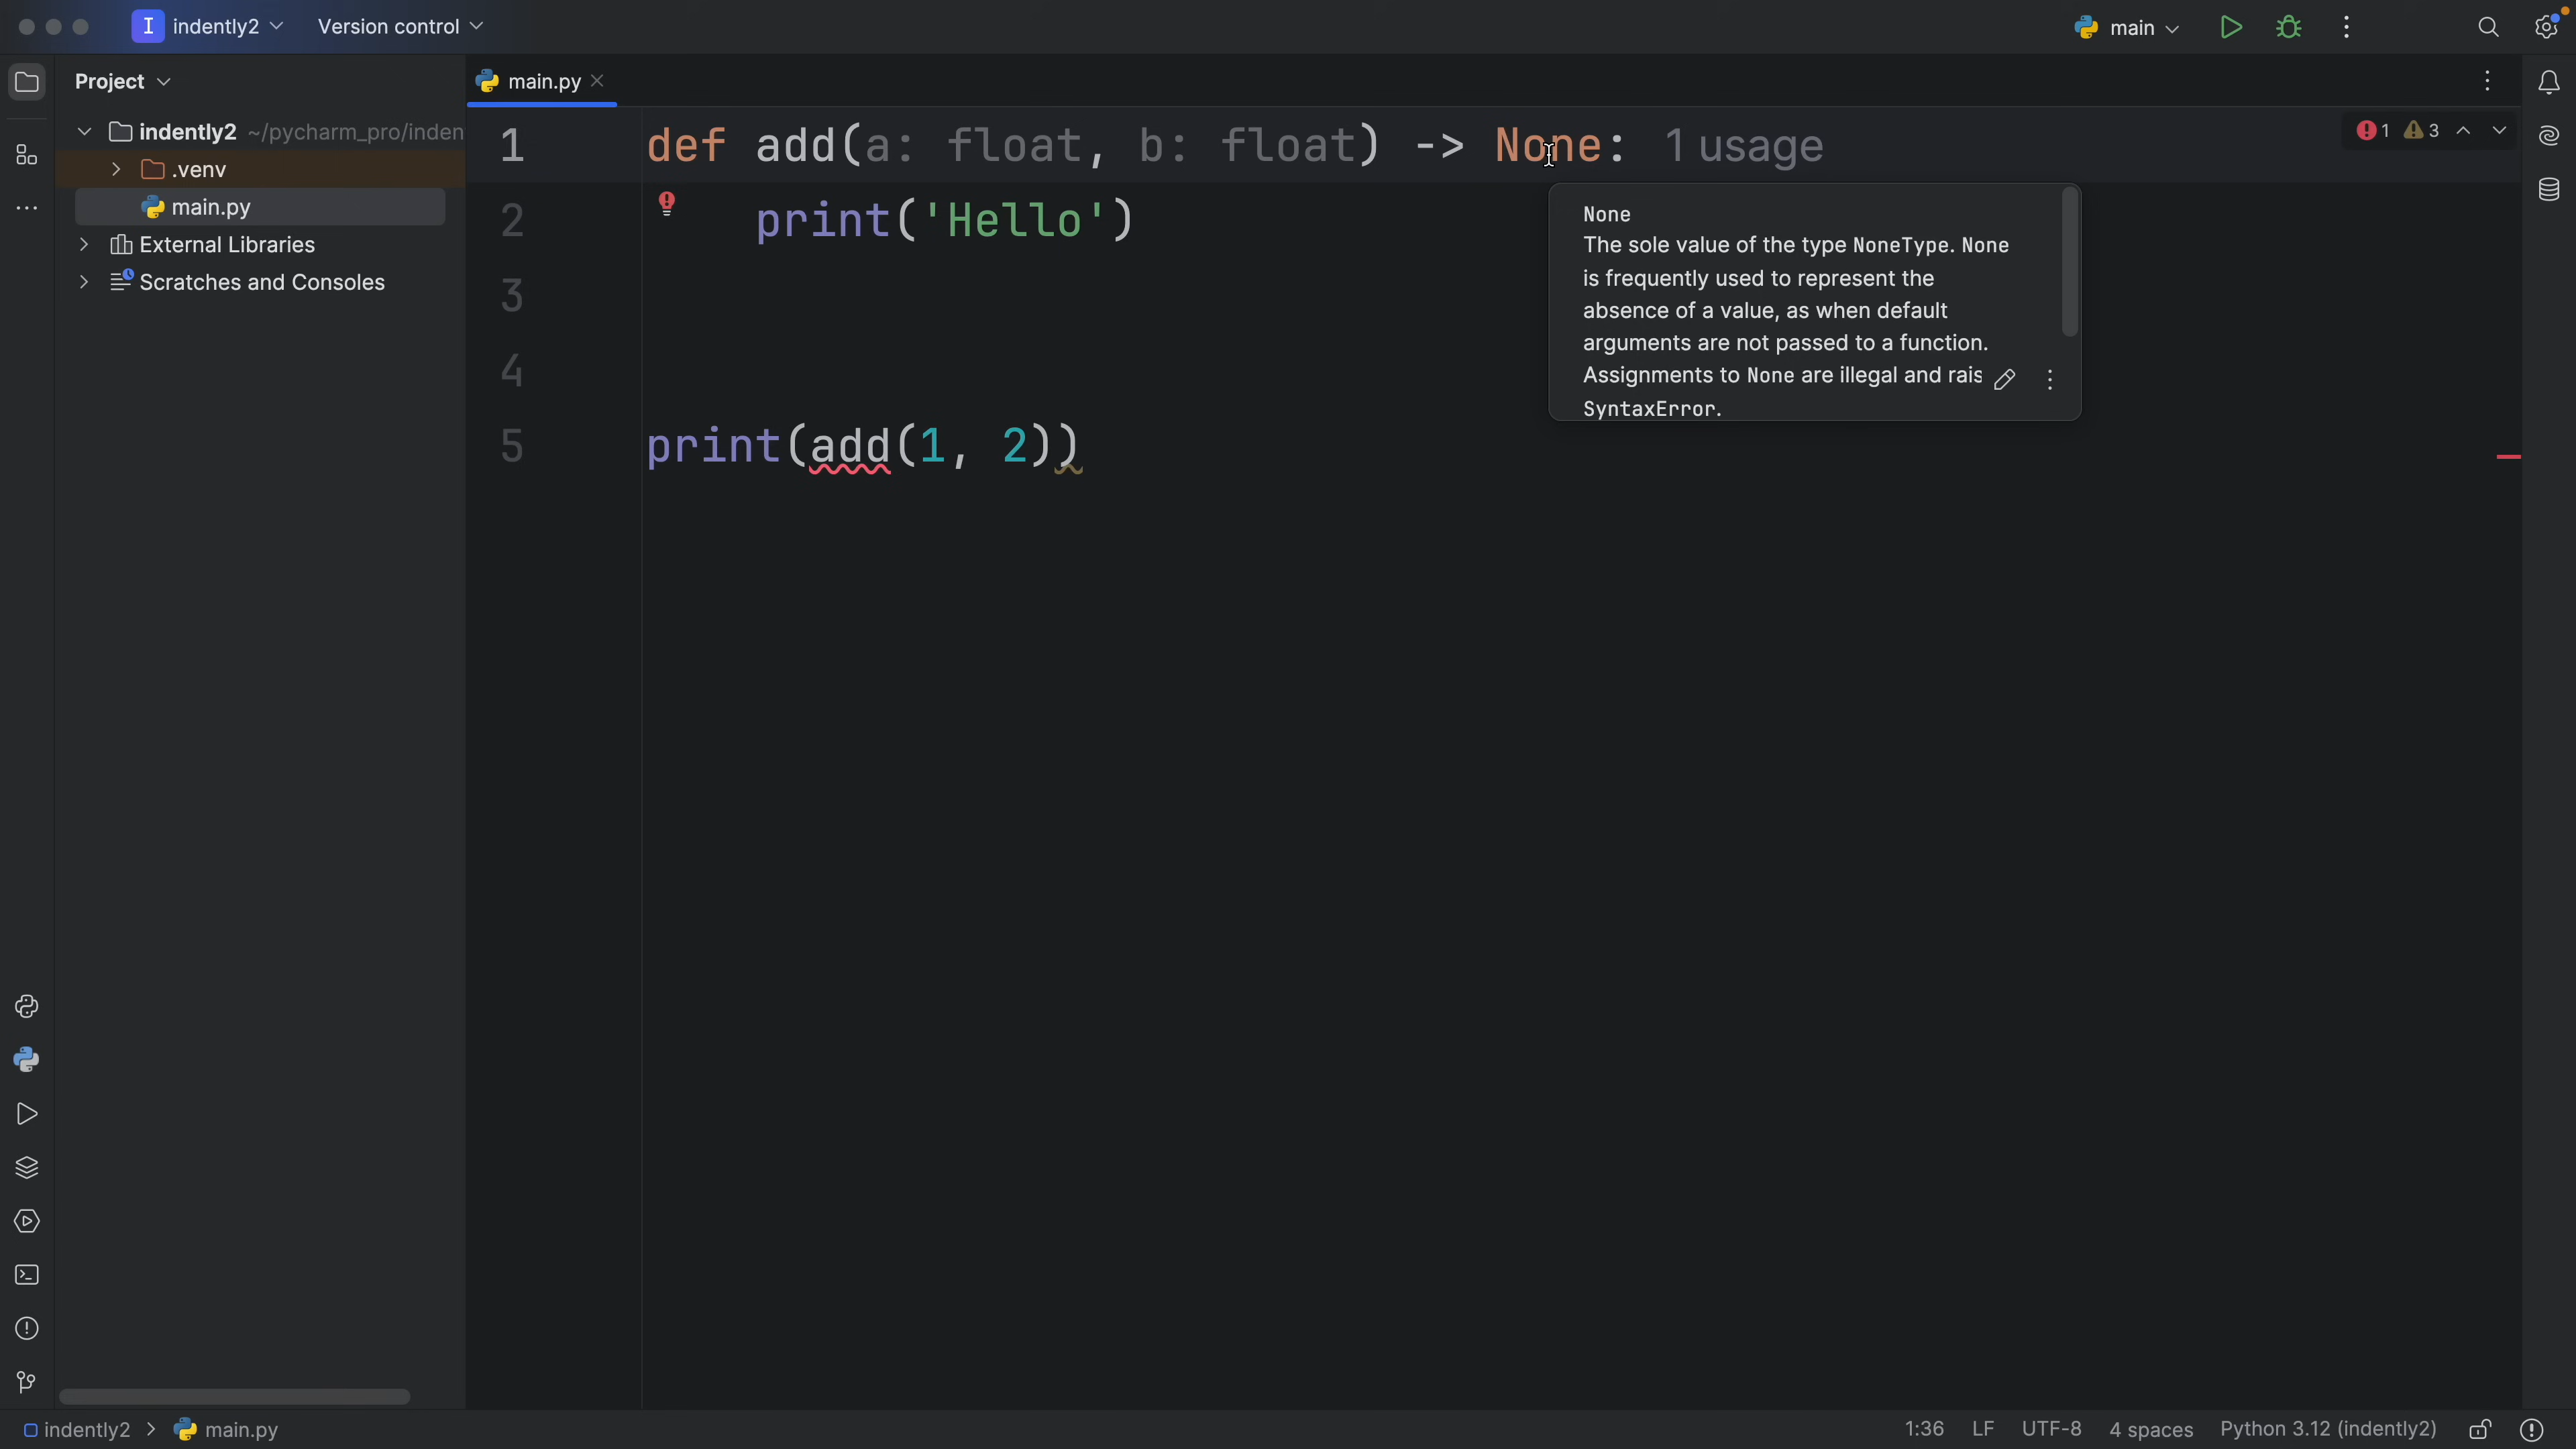 I indently2 Version control main
Project
main.py
indently2 ~/pycharm_pro/inden
.venv
main.py
External Libraries
Scratches and Consoles
1 def add(a: float, b: float) -> None: 1 usage
2 print('Hello')
3
4
5 print(add(1, 2))
1 3
None
The sole value of the type NoneType. None
is frequently used to represent the
absence of a value, as when default
arguments are not passed to a function.
Assignments to None are illegal and rais
SyntaxError.
indently2 > main.py
1:36 LF UTF-8 4 spaces Python 3.12 (indently2)